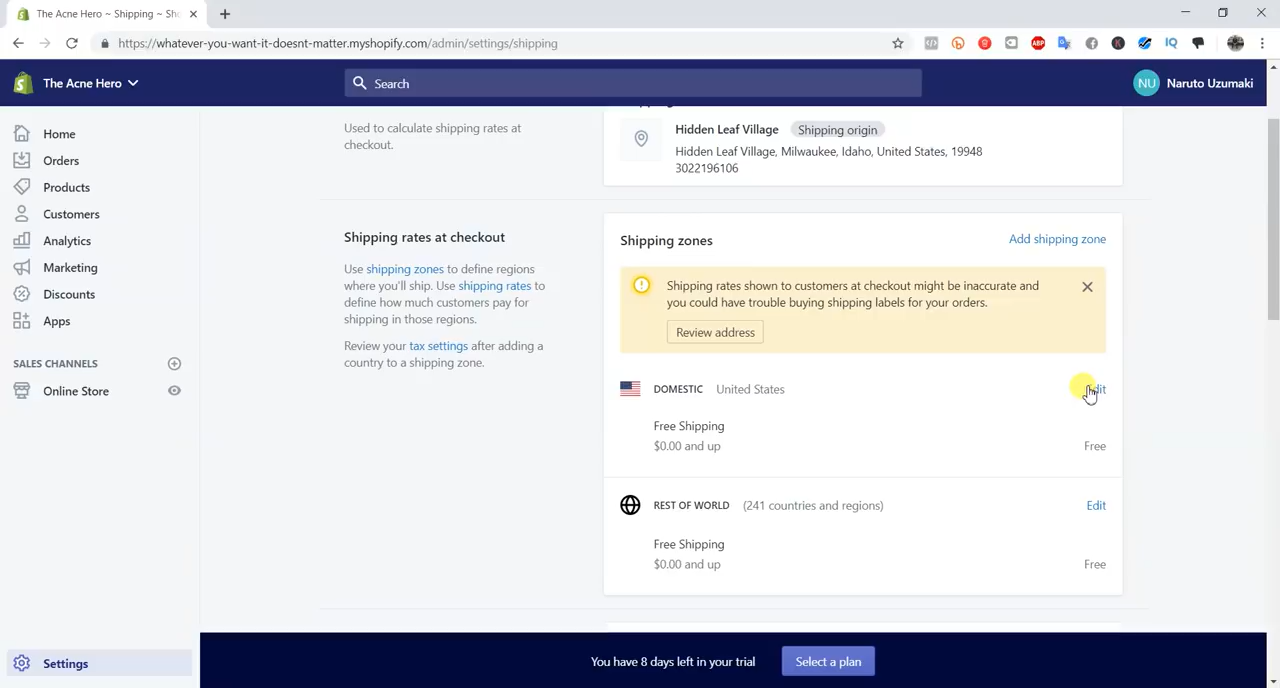 The Acne Hero ~ Shipping ~ Sh
https://whatever-you-want-it-doesnt-matter.myshopify.com/admin/settings/shipping
ABP
IQ
The Acne Hero
Search
NU Naruto Uzumaki
Home
Orders
Products
Customers
Analytics
Marketing
Discounts
Apps
SALES CHANNELS
Online Store
Settings
Used to calculate shipping rates at
checkout.
Hidden Leaf Village Shipping origin
Hidden Leaf Village, Milwaukee, Idaho, United States, 19948
3022196106
Shipping rates at checkout
Use shipping zones to define regions
where you'll ship. Use shipping rates to
define how much customers pay for
shipping in those regions.
Review your tax settings after adding a
country to a shipping zone.
Shipping zones
Add shipping zone
Shipping rates shown to customers at checkout might be inaccurate and
you could have trouble buying shipping labels for your orders.
Review address
DOMESTIC United States
Edit
Free Shipping
$0.00 and up
Free
REST OF WORLD (241 countries and regions)
Edit
Free Shipping
$0.00 and up
Free
You have 8 days left in your trial
Select a plan